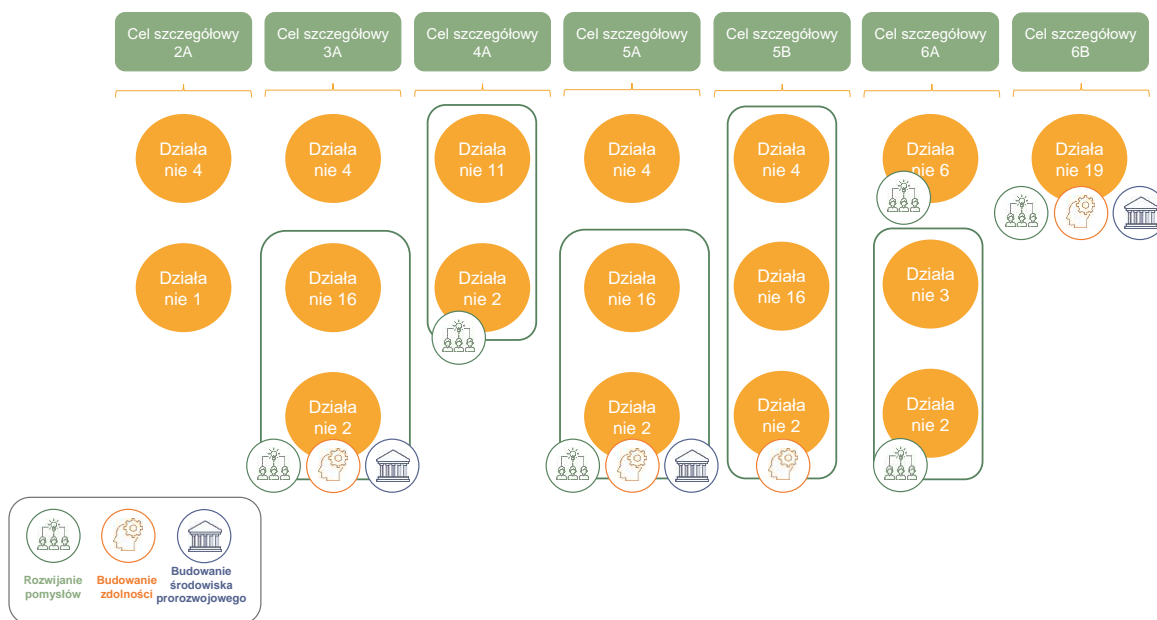 Cel szczegółowy
2A
Cel szczegółowy
3A
Cel szczegółowy
4A
Cel szczegółowy
5A
Cel szczegółowy
5B
Cel szczegółowy
6A
Cel szczegółowy
6B
Działa
nie 4
Działa
nie 4
Działa
nie 11
Działa
nie 4
Działa
nie 4
Działa
nie 6
Działa
nie 19
Działa
nie 1
Działa
nie 16
Działa
nie 2
Działa
nie 16
Działa
nie 16
Działa
nie 3
Działa
nie 2
Działa
nie 2
Działa
nie 2
Działa
nie 2
Rozwijanie
pomysłów
Budowanie
zdolności
Budowanie
środowiska
prorozwojowego